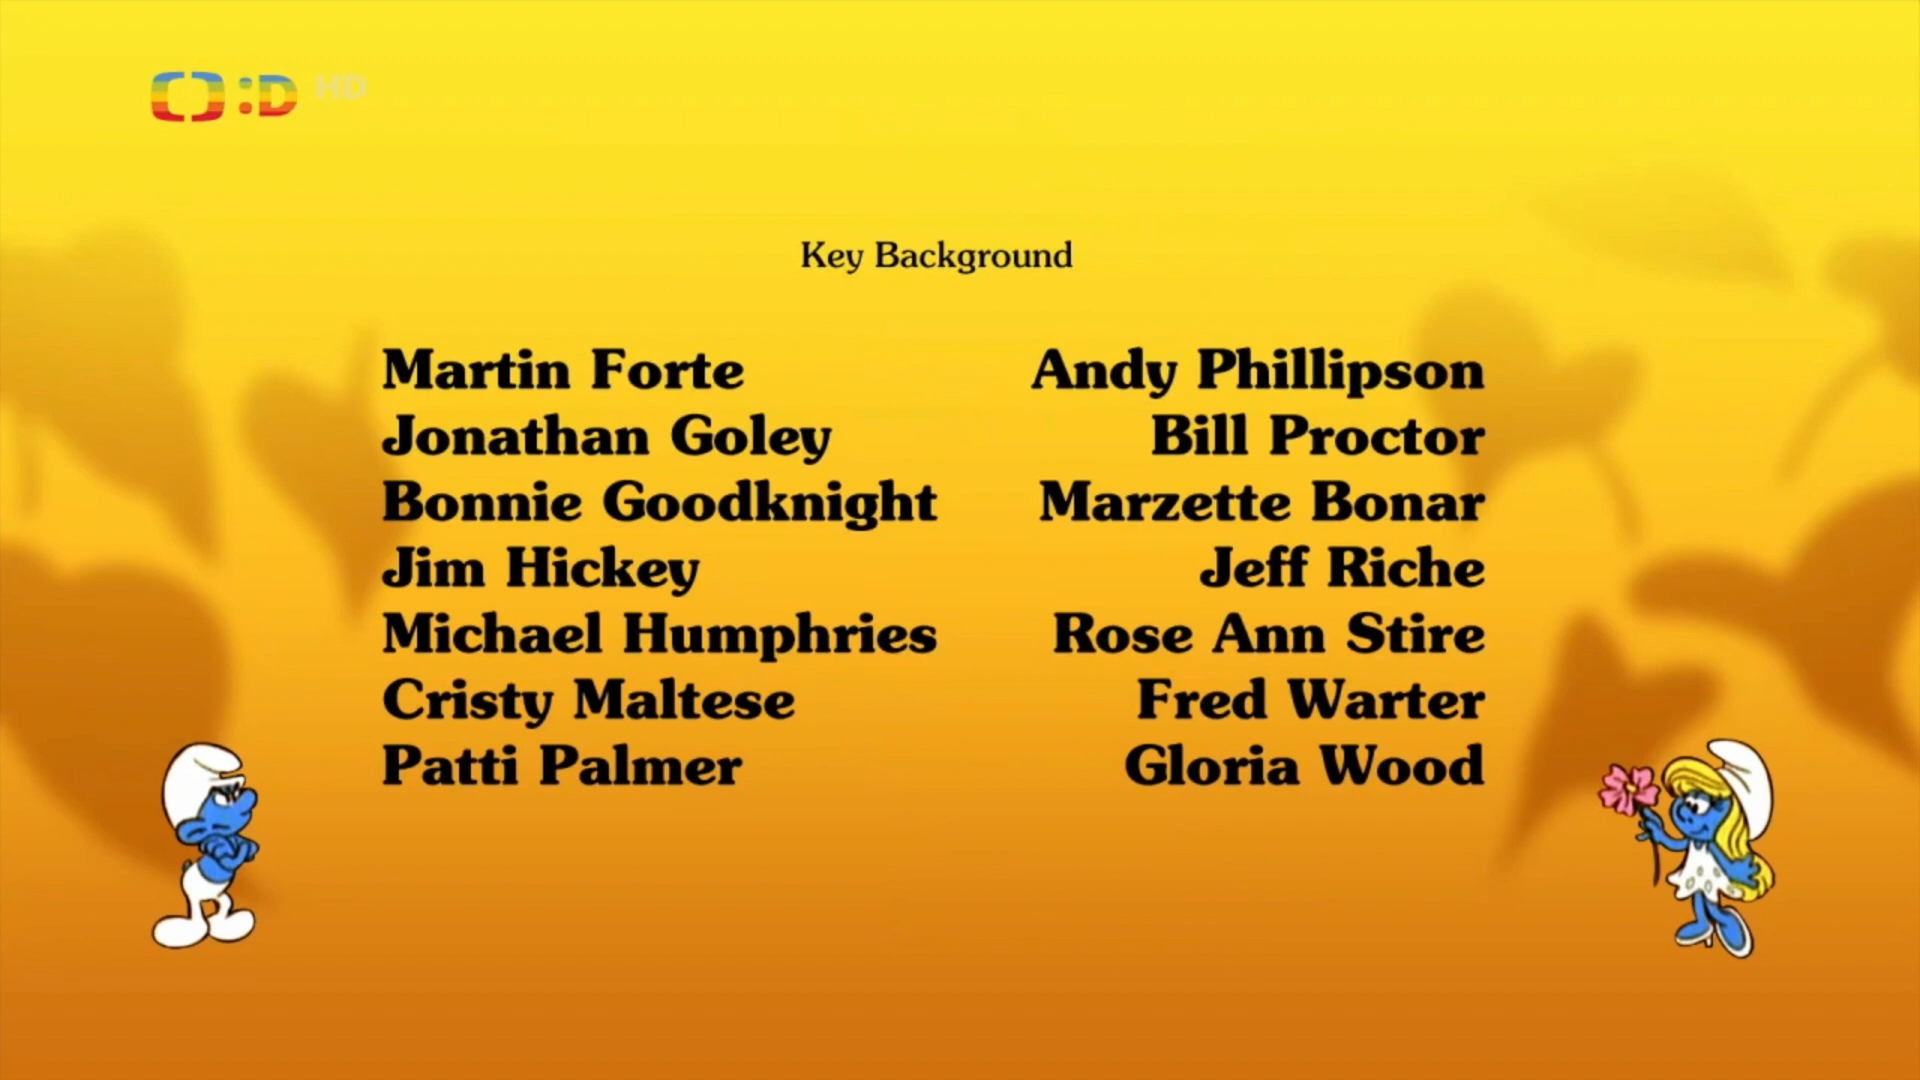 :D HD
Key Background
Martin Forte
Jonathan Goley
Bonnie Goodknight
Jim Hickey
Michael Humphries
Cristy Maltese
Patti Palmer
Andy Phillipson
Bill Proctor
Marzette Bonar
Jeff Riche
Rose Ann Stire
Fred Warter
Gloria Wood